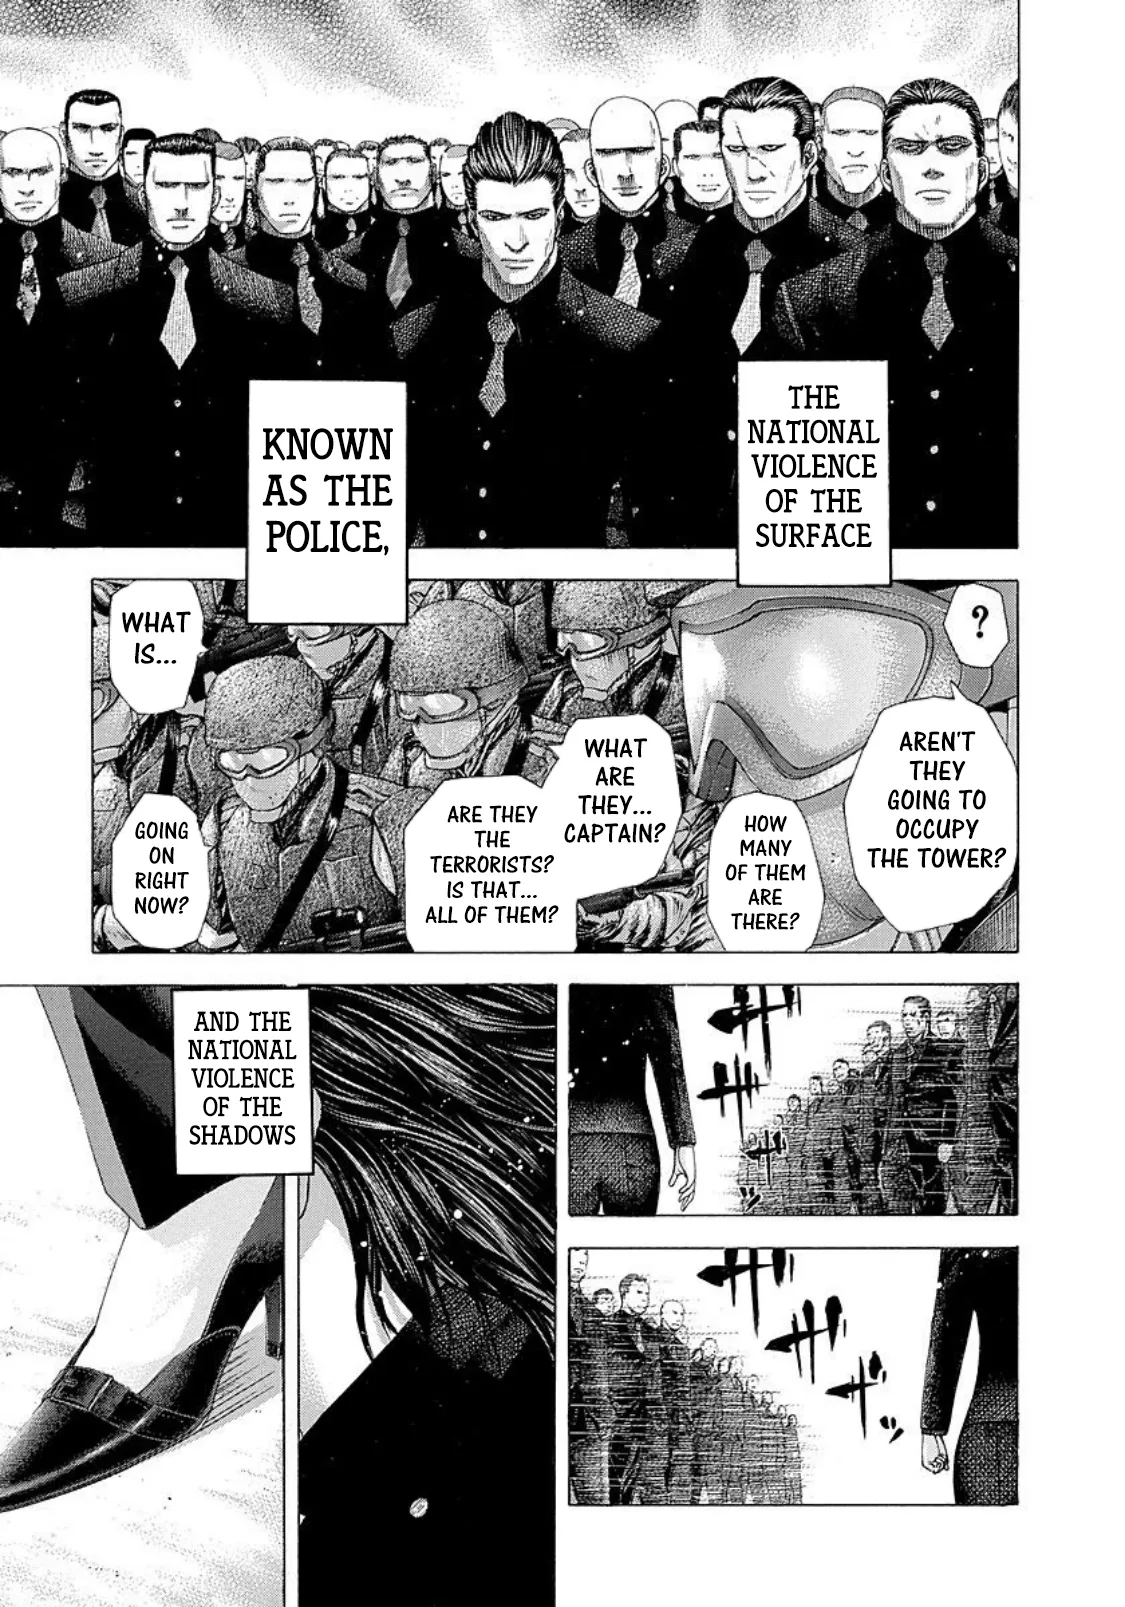 THE
NATIONAL
VIOLENCE
OF THE
SURFACE
KNOWN
AS THE
POLICE,
?
AREN'T
THEY
GOING TO
OCCUPY
THE TOWER?
HOW
MANY
OF THEM
ARE
THERE?
WHAT
ARE
THEY...
CAPTAIN?
ARE THEY
THE
TERRORISTS?
IS THAT...
ALL OF THEM?
WHAT
IS...
GOING
ON
RIGHT
NOW?
AND THE
NATIONAL
VIOLENCE
OF THE
SHADOWS